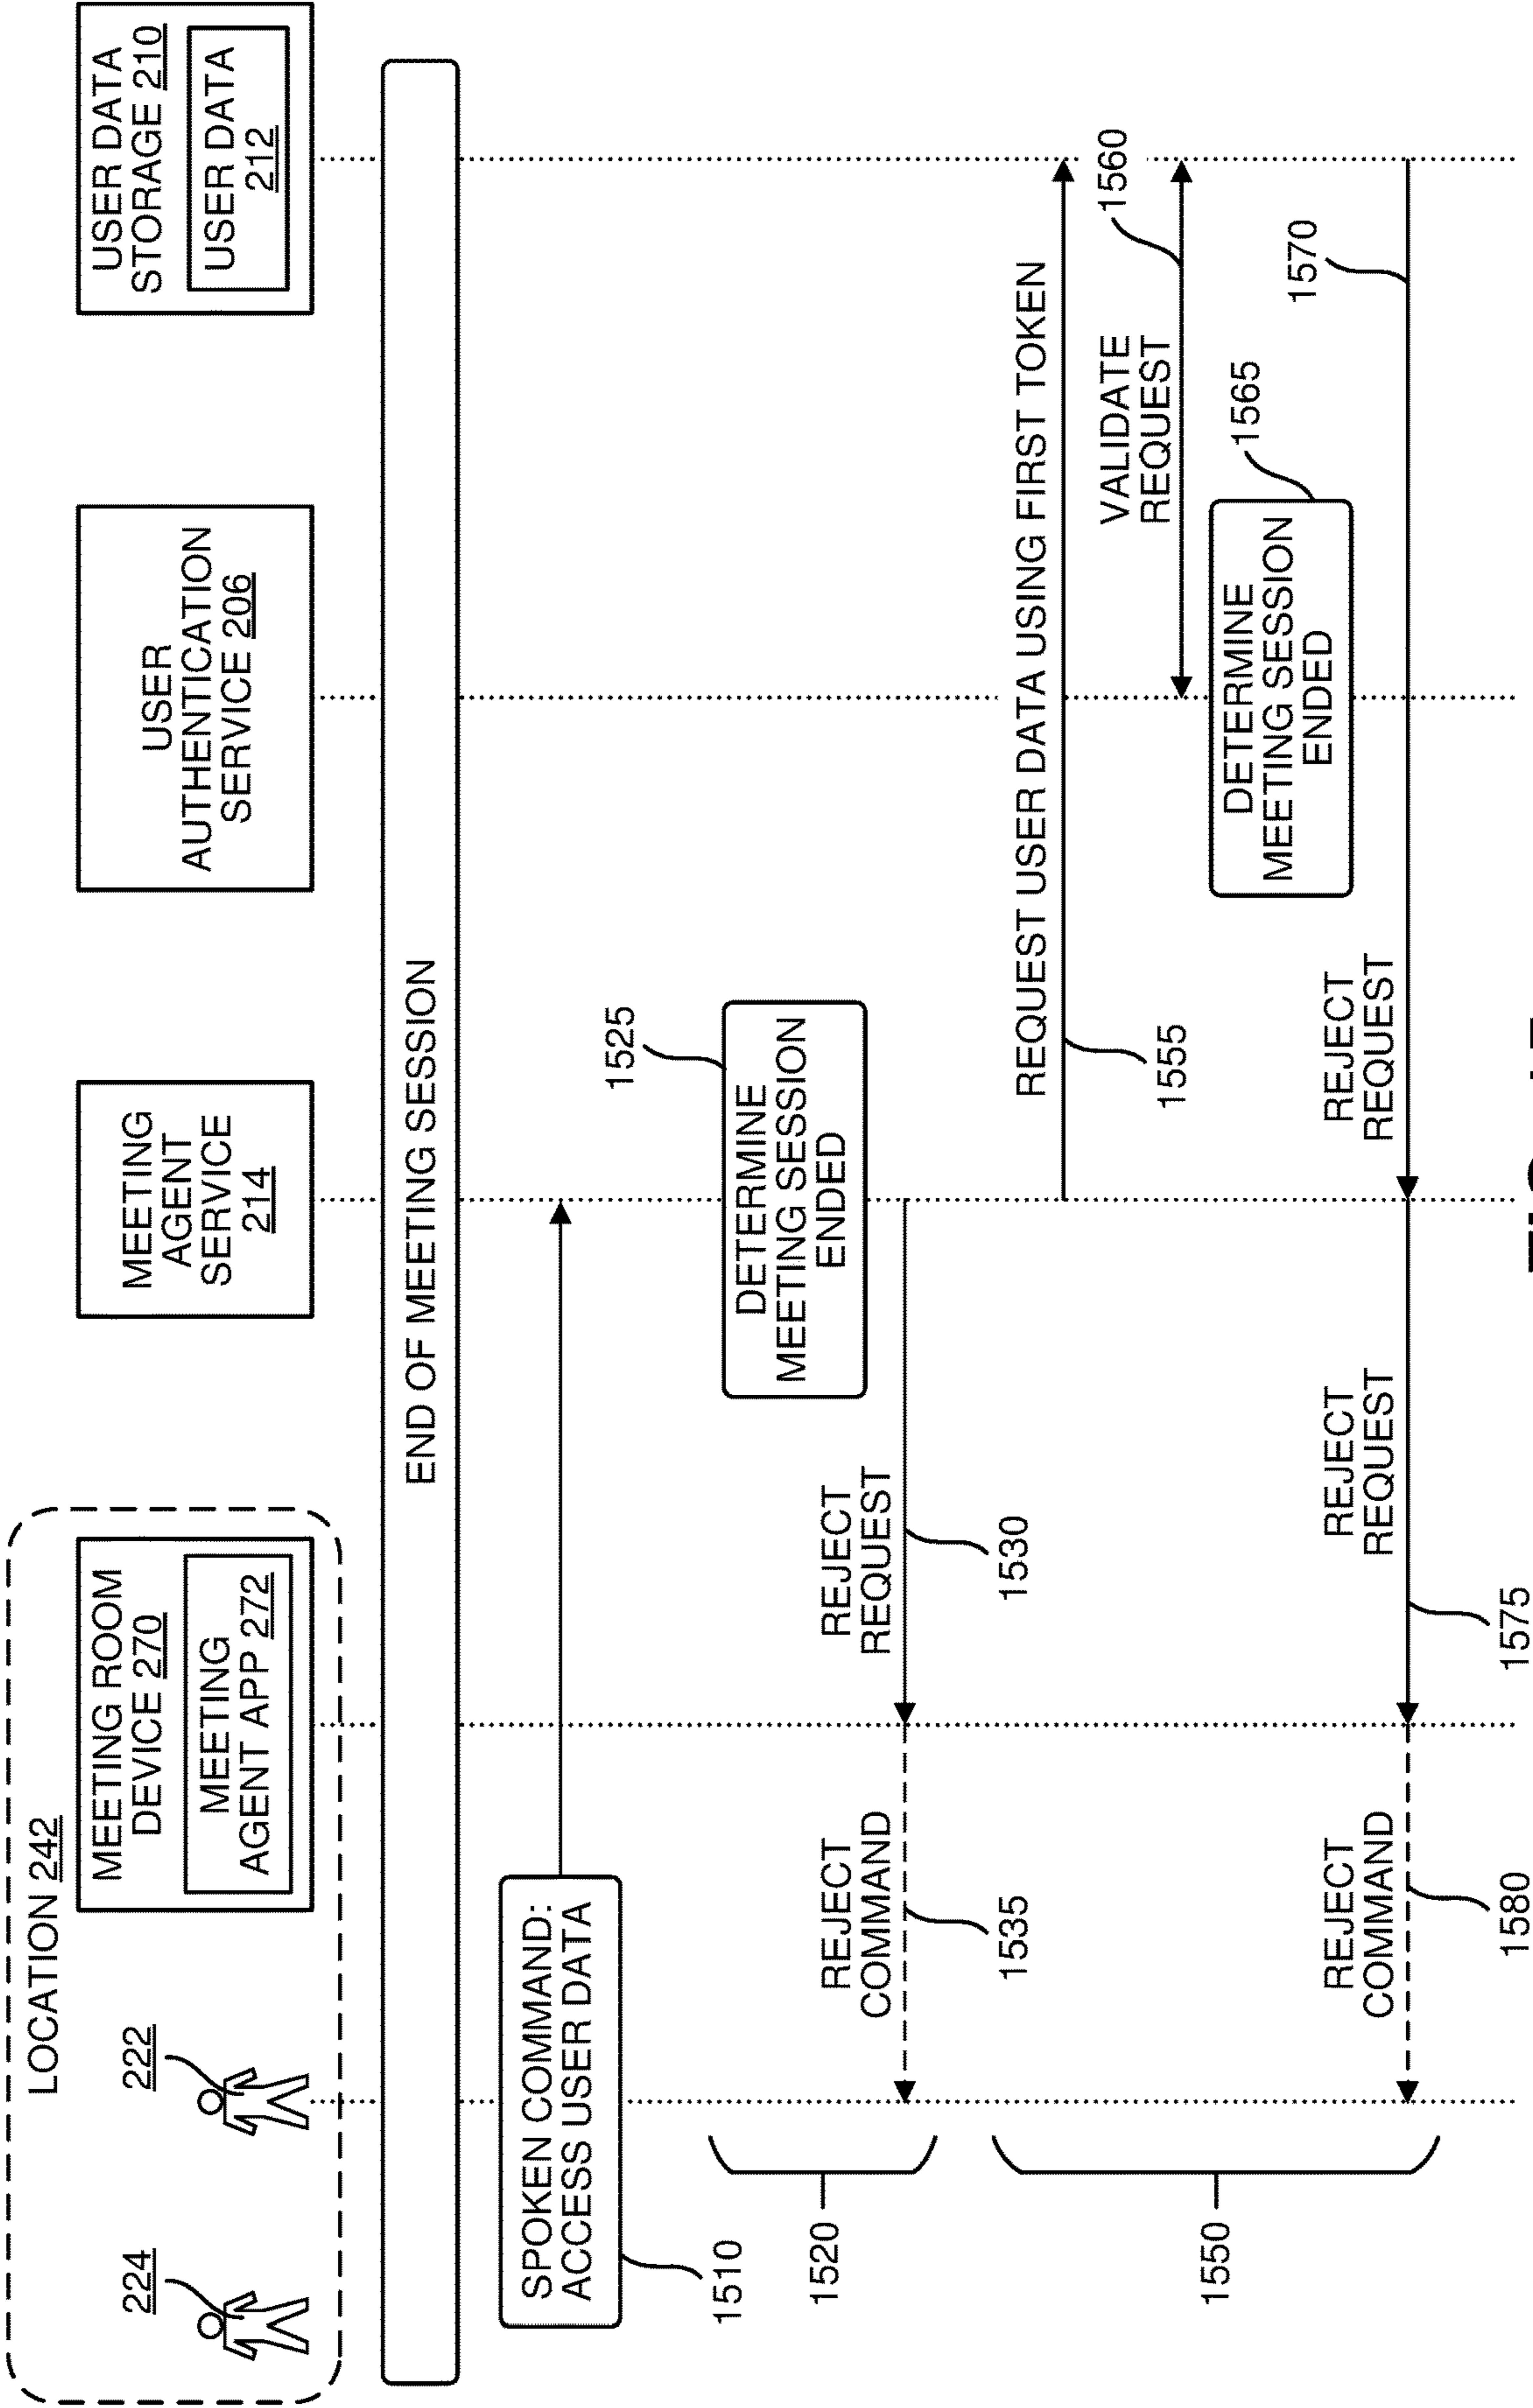 LOCATION 242
224
222
MEETING ROOM
DEVICE 270
MEETING
AGENT APP 272
MEETING
AGENT
SERVICE
214
USER
AUTHENTICATION
SERVICE 206
USER DATA
STORAGE 210
USER DATA
212
END OF MEETING SESSION
SPOKEN COMMAND:
ACCESS USER DATA
1510
1520
1525
DETERMINE
MEETING SESSION
ENDED
REJECT
REQUEST
1530
REJECT
COMMAND
1535
1550
REQUEST USER DATA USING FIRST TOKEN
1555
VALIDATE
REQUEST
1560
DETERMINE
MEETING SESSION
ENDED
1565
1570
REJECT
REQUEST
REJECT
REQUEST
1575
REJECT
COMMAND
1580